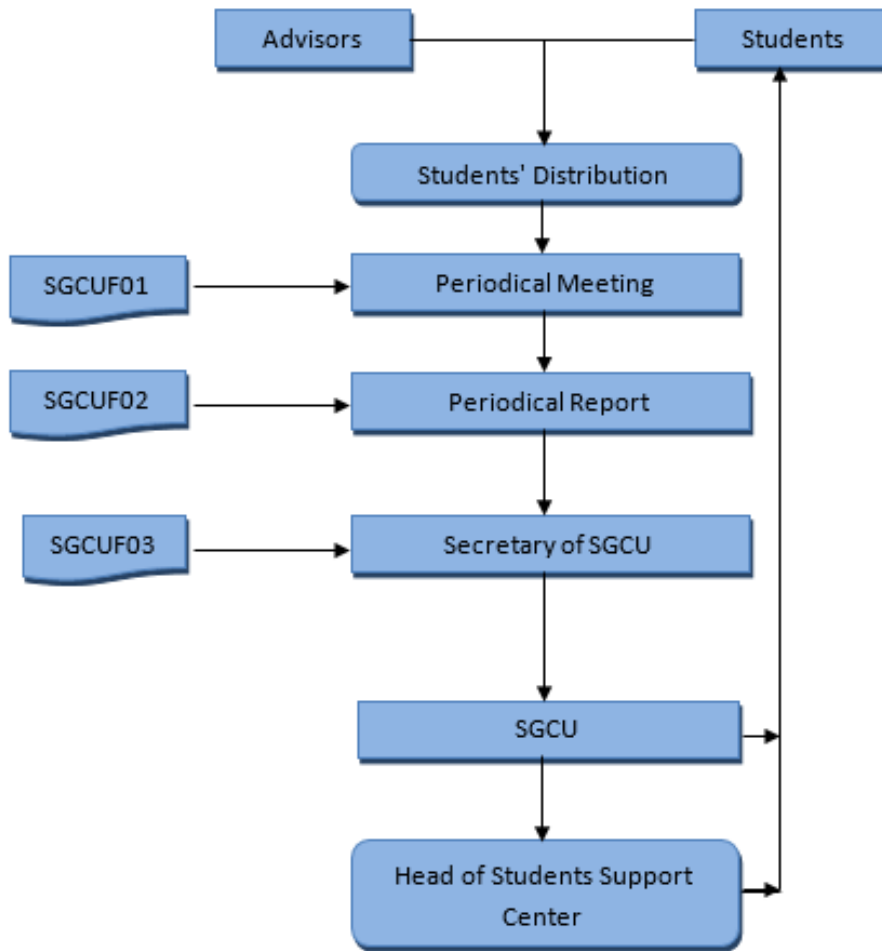 Advisors
Students
Students' Distribution
SGCUF01
Periodical Meeting
SGCUF02
Periodical Report
SGCUF03
Secretary of SGCU
SGCU
Head of Students Support
Center